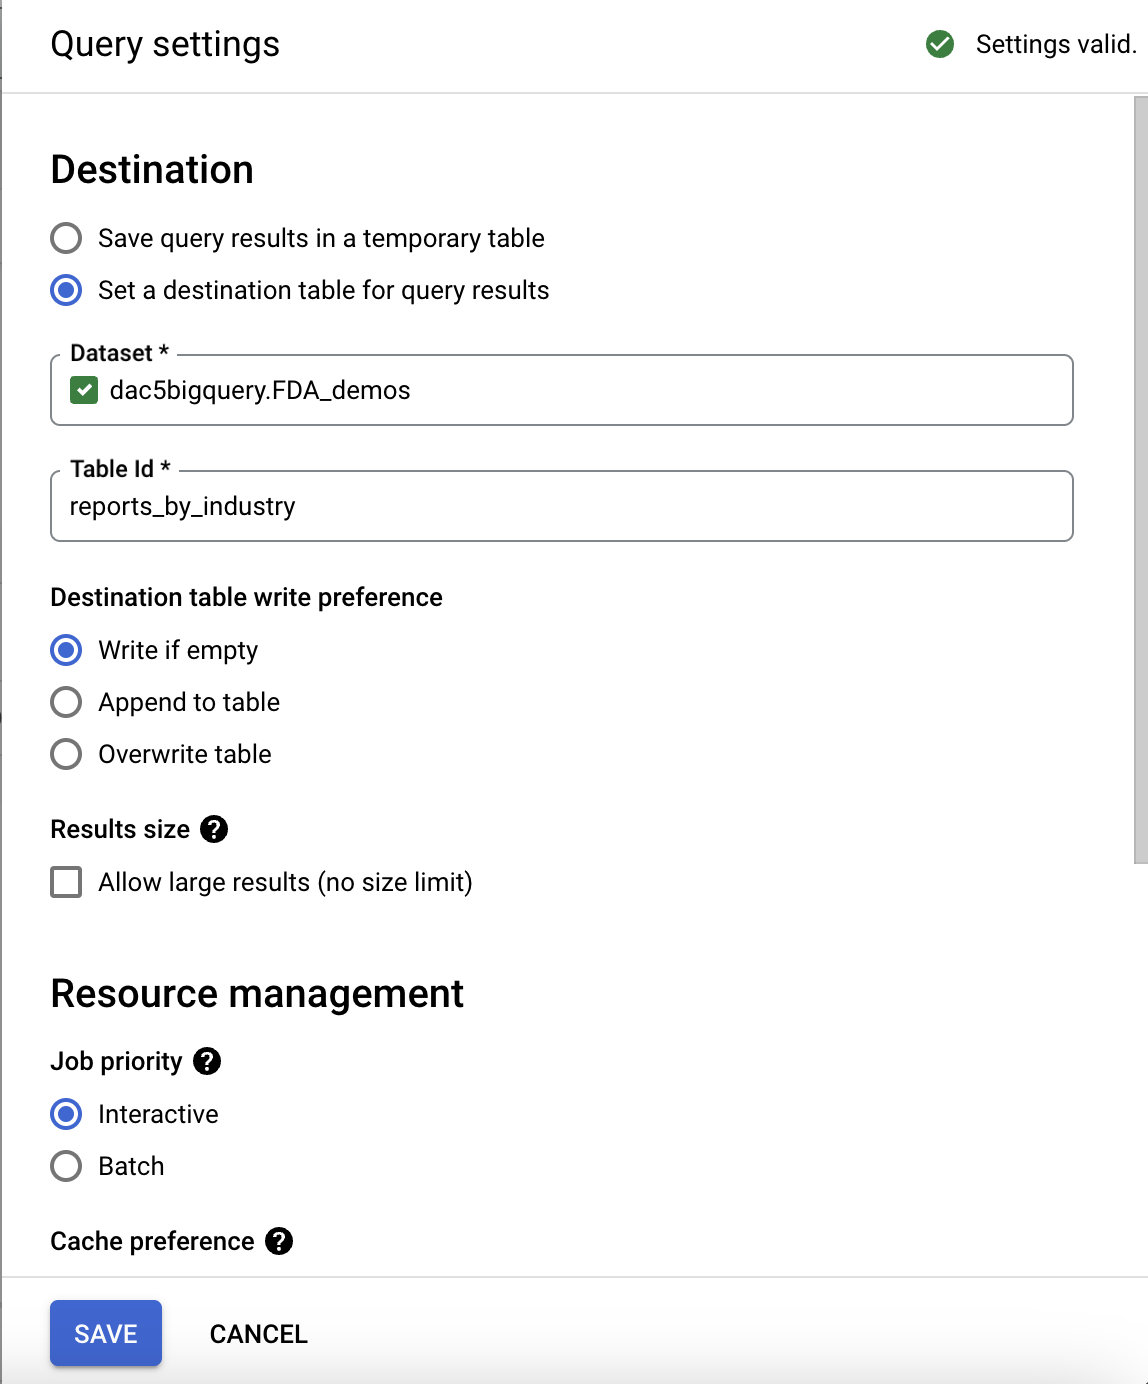 Query settings
Settings valid.
Destination
Save query results in a temporary table
Set a destination table for query results
Dataset *
dac5bigquery.FDA_demos
Table Id *
reports_by_industry
Destination table write preference
Write if empty
Append to table
Overwrite table
Results size ?
Allow large results (no size limit)
Resource management
Job priority ?
Interactive
Batch
Cache preference ?
SAVE
CANCEL